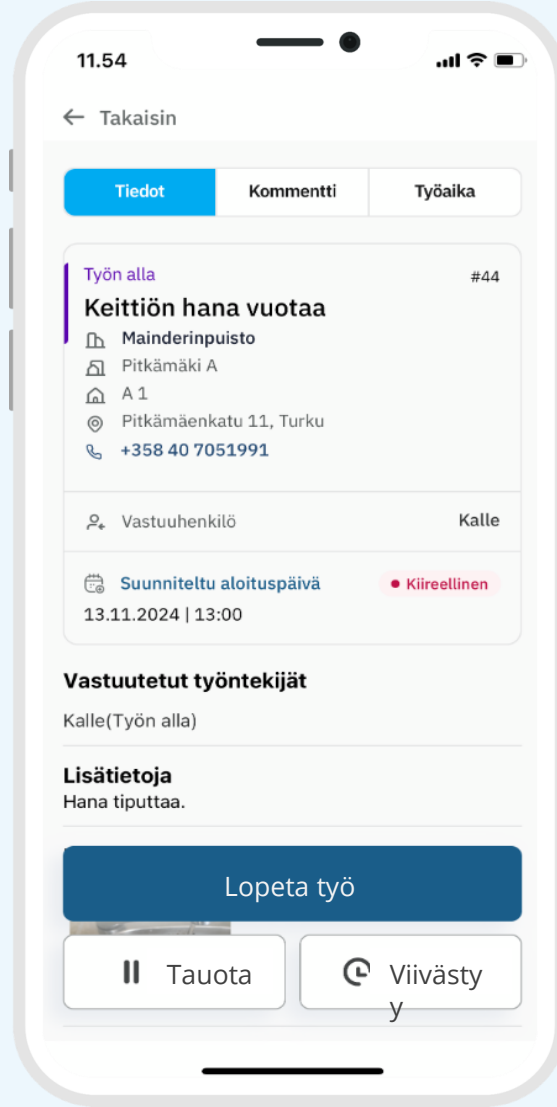 11.54
Takaisin
Tiedot Kommentti Työaika
Työn alla #44
Keittiön hana vuotaa
Mainderinpuisto
Pitkämäki A
A 1
Pitkämäenkatu 11, Turku
+358 40 7051991
Vastuuhenkilö Kalle
Suunniteltu aloituspäivä Kiireellinen
13.11.2024 | 13:00
Vastuutetut työntekijät
Kalle(Työn alla)
Lisätietoja
Hana tiputtaa.
Lopeta työ
Tauota Viivästy
y